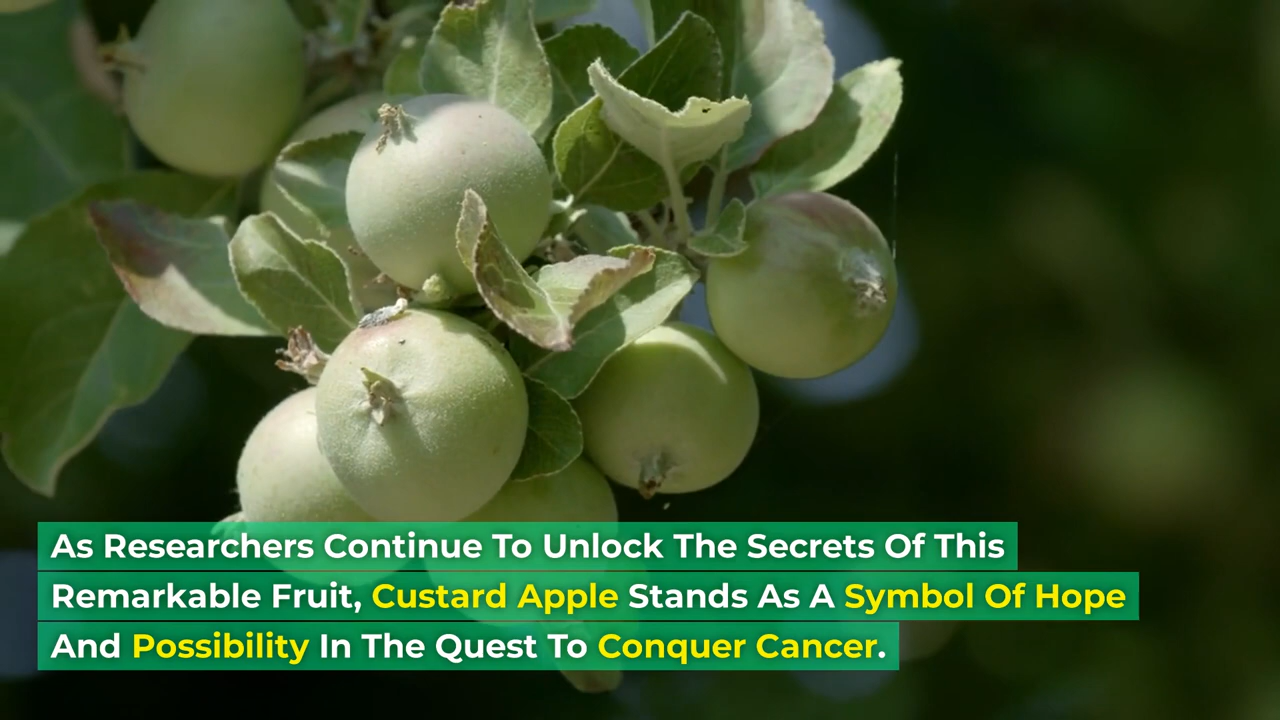 As Researchers Continue To Unlock The Secrets Of This
Remarkable Fruit, Custard Apple Stands As A Symbol Of Hope
And Possibility In The Quest To Conquer Cancer.